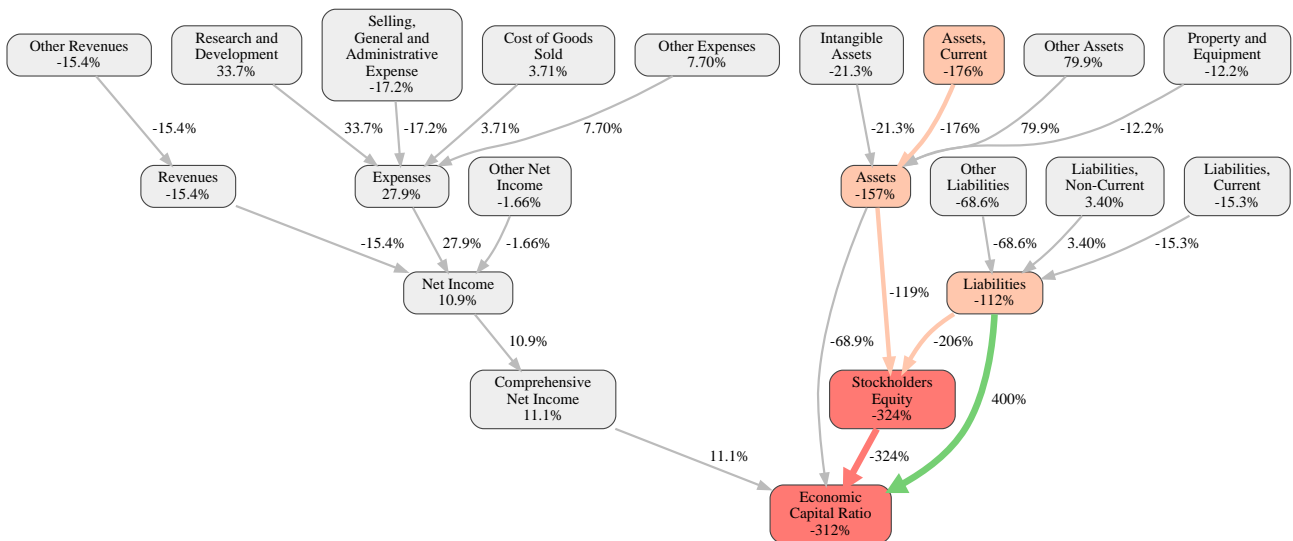 Other Revenues
-15.4%
Research and
Development
33.7%
Selling,
General and
Administrative
Expense
-17.2%
Cost of Goods
Sold
3.71%
Other Expenses
7.70%
Intangible
Assets
-21.3%
Assets,
Current
-176%
Other Assets
79.9%
Property and
Equipment
-12.2%
-15.4%
33.7%
-17.2%
3.71%
7.70%
-21.3%
-176%
79.9%
-12.2%
Revenues
-15.4%
Expenses
27.9%
Other Net
Income
-1.66%
Assets
-157%
Other
Liabilities
-68.6%
Liabilities,
Non-Current
3.40%
Liabilities,
Current
-15.3%
-15.4%
27.9%
-1.66%
-68.6%
3.40%
-15.3%
Net Income
10.9%
-119%
Liabilities
-112%
10.9%
-68.9%
-206%
Comprehensive
Net Income
11.1%
Stockholders
Equity
-324%
400%
11.1%
-324%
Economic
Capital Ratio
-312%